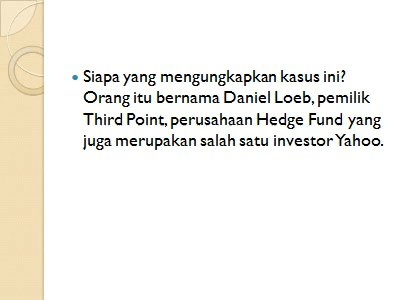 • Siapa yang mengungkapkan kasus ini?
Orang itu bernama Daniel Loeb, pemilik
Third Point, perusahaan Hedge Fund yang
juga merupakan salah satu investor Yahoo.